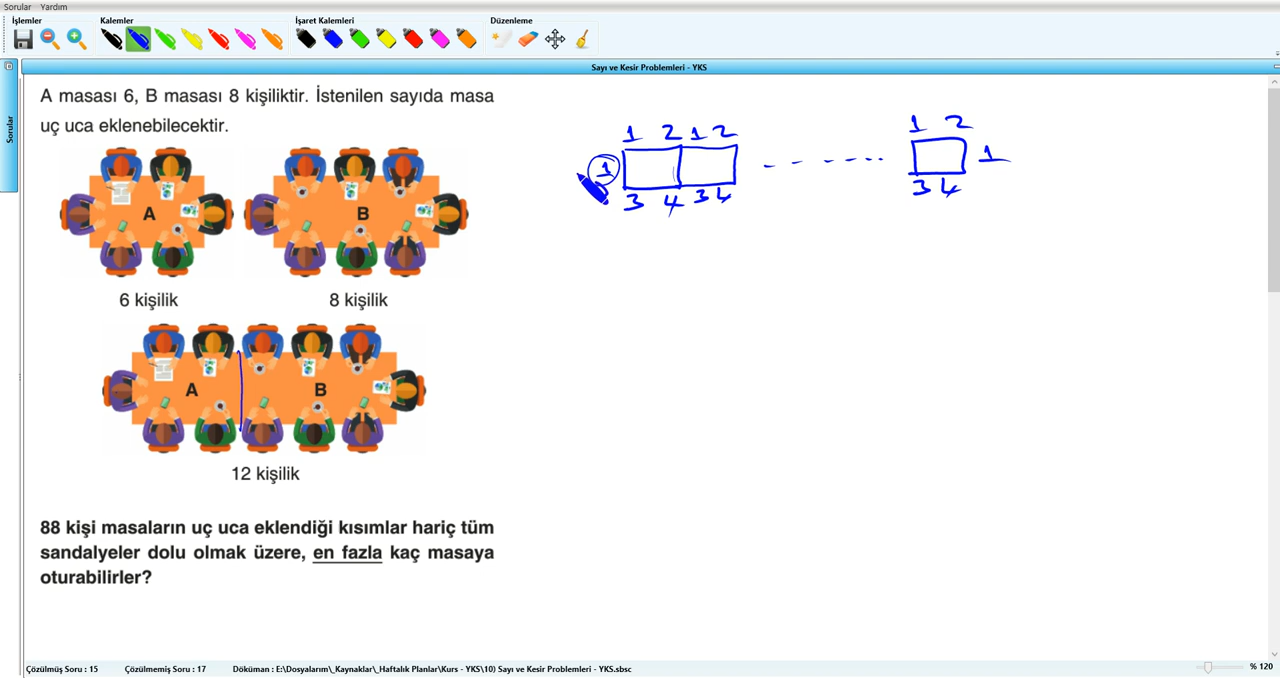 Sorular Yardım
İşlemler Kalemler İşaret Kalemleri Düzenleme
Sayı ve Kesir Problemleri - YKS
Sorular
A masası 6, B masası 8 kişiliktir. İstenilen sayıda masa
uç uca eklenebilecektir.
A B
6 kişilik 8 kişilik
A B
12 kişilik
88 kişi masaların uç uca eklendiği kısımlar hariç tüm
sandalyeler dolu olmak üzere, en fazla kaç masaya
oturabilirler?
1 2 1 2 1 2
1 - - - - - - 1
3 4 3 4 3 4
Çözülmüş Soru : 15 Çözülmemiş Soru : 17 Döküman : E:\Dosyalarım\_Kaynaklar\_Haftalık Planlar\Kurs - YKS\10) Sayı ve Kesir Problemleri - YKS.sbsc % 120